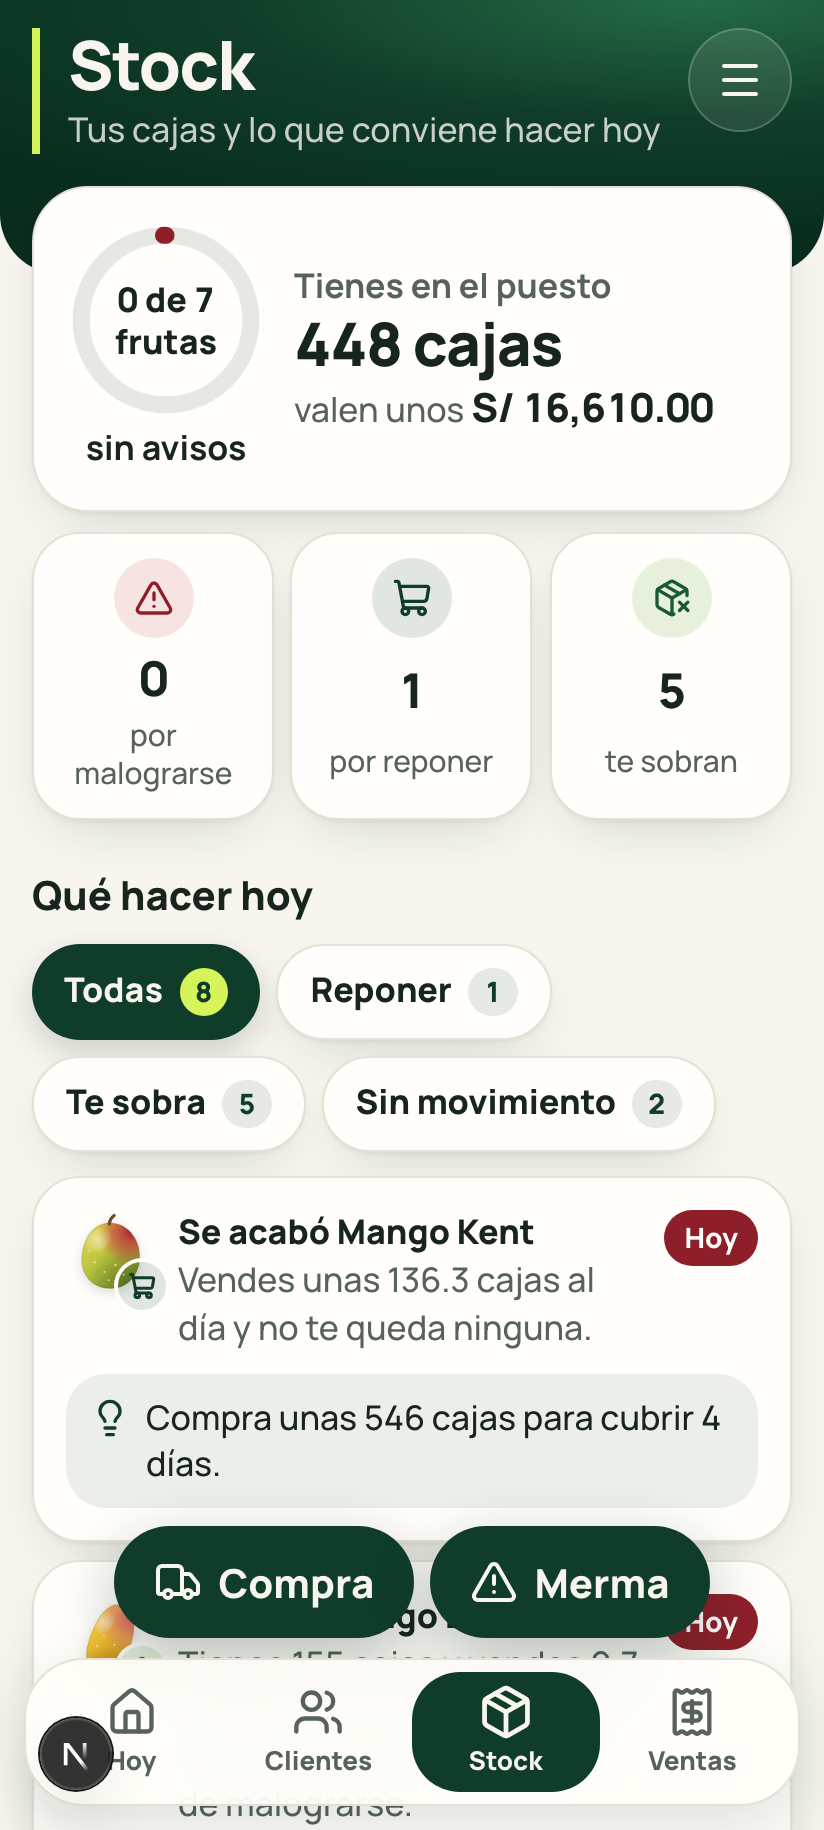 Stock
Tus cajas y lo que conviene hacer hoy
0 de 7
frutas
sin avisos
Tienes en el puesto
448 cajas
valen unos S/ 16,610.00
0
por
malograrse
1
por reponer
5
te sobran
Qué hacer hoy
Todas 8
Reponer 1
Te sobra 5
Sin movimiento 2
Se acabó Mango Kent
Hoy
Vendes unas 136.3 cajas al
día y no te queda ninguna.
Compra unas 546 cajas para cubrir 4
días.
Compra
Merma
Hoy
Hoy
Clientes
Stock
Ventas
N
de malograrse.